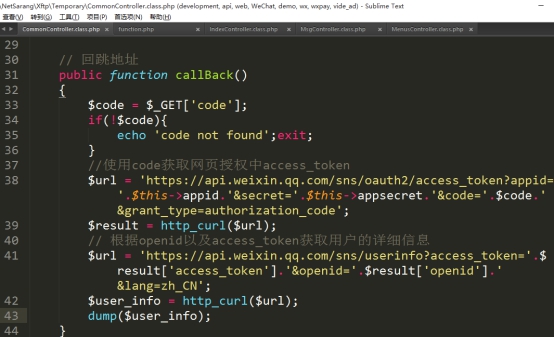 \NetSarang\Xftp\Temporary\CommonController.class.php (development, api, web, WeChat, demo, wx, wxpay, vide_ad) - Sublime Text
查看(V) 转到(G) 工具(T) 项目(P) 首选项(N) 帮助(H)
CommonController.class.php × function.php × IndexController.class.php × MsgController.class.php × MenusController.class.php ×
29
30 // 回跳地址
31 public function callBack()
32 {
33 $code = $_GET['code'];
34 if(!$code){
35 echo 'code not found';exit;
36 }
37 //使用code获取网页授权中access_token
38 $url = 'https://api.weixin.qq.com/sns/oauth2/access_token?appid=
'.$this->appid.'&secret='.$this->appsecret.'&code='.$code.'
&grant_type=authorization_code';
39 $result = http_curl($url);
40 // 根据openid以及access_token获取用户的详细信息
41 $url = 'https://api.weixin.qq.com/sns/userinfo?access_token='.$
result['access_token'].'&openid='.$result['openid'].'
&lang=zh_CN';
42 $user_info = http_curl($url);
43 dump($user_info);
44 }